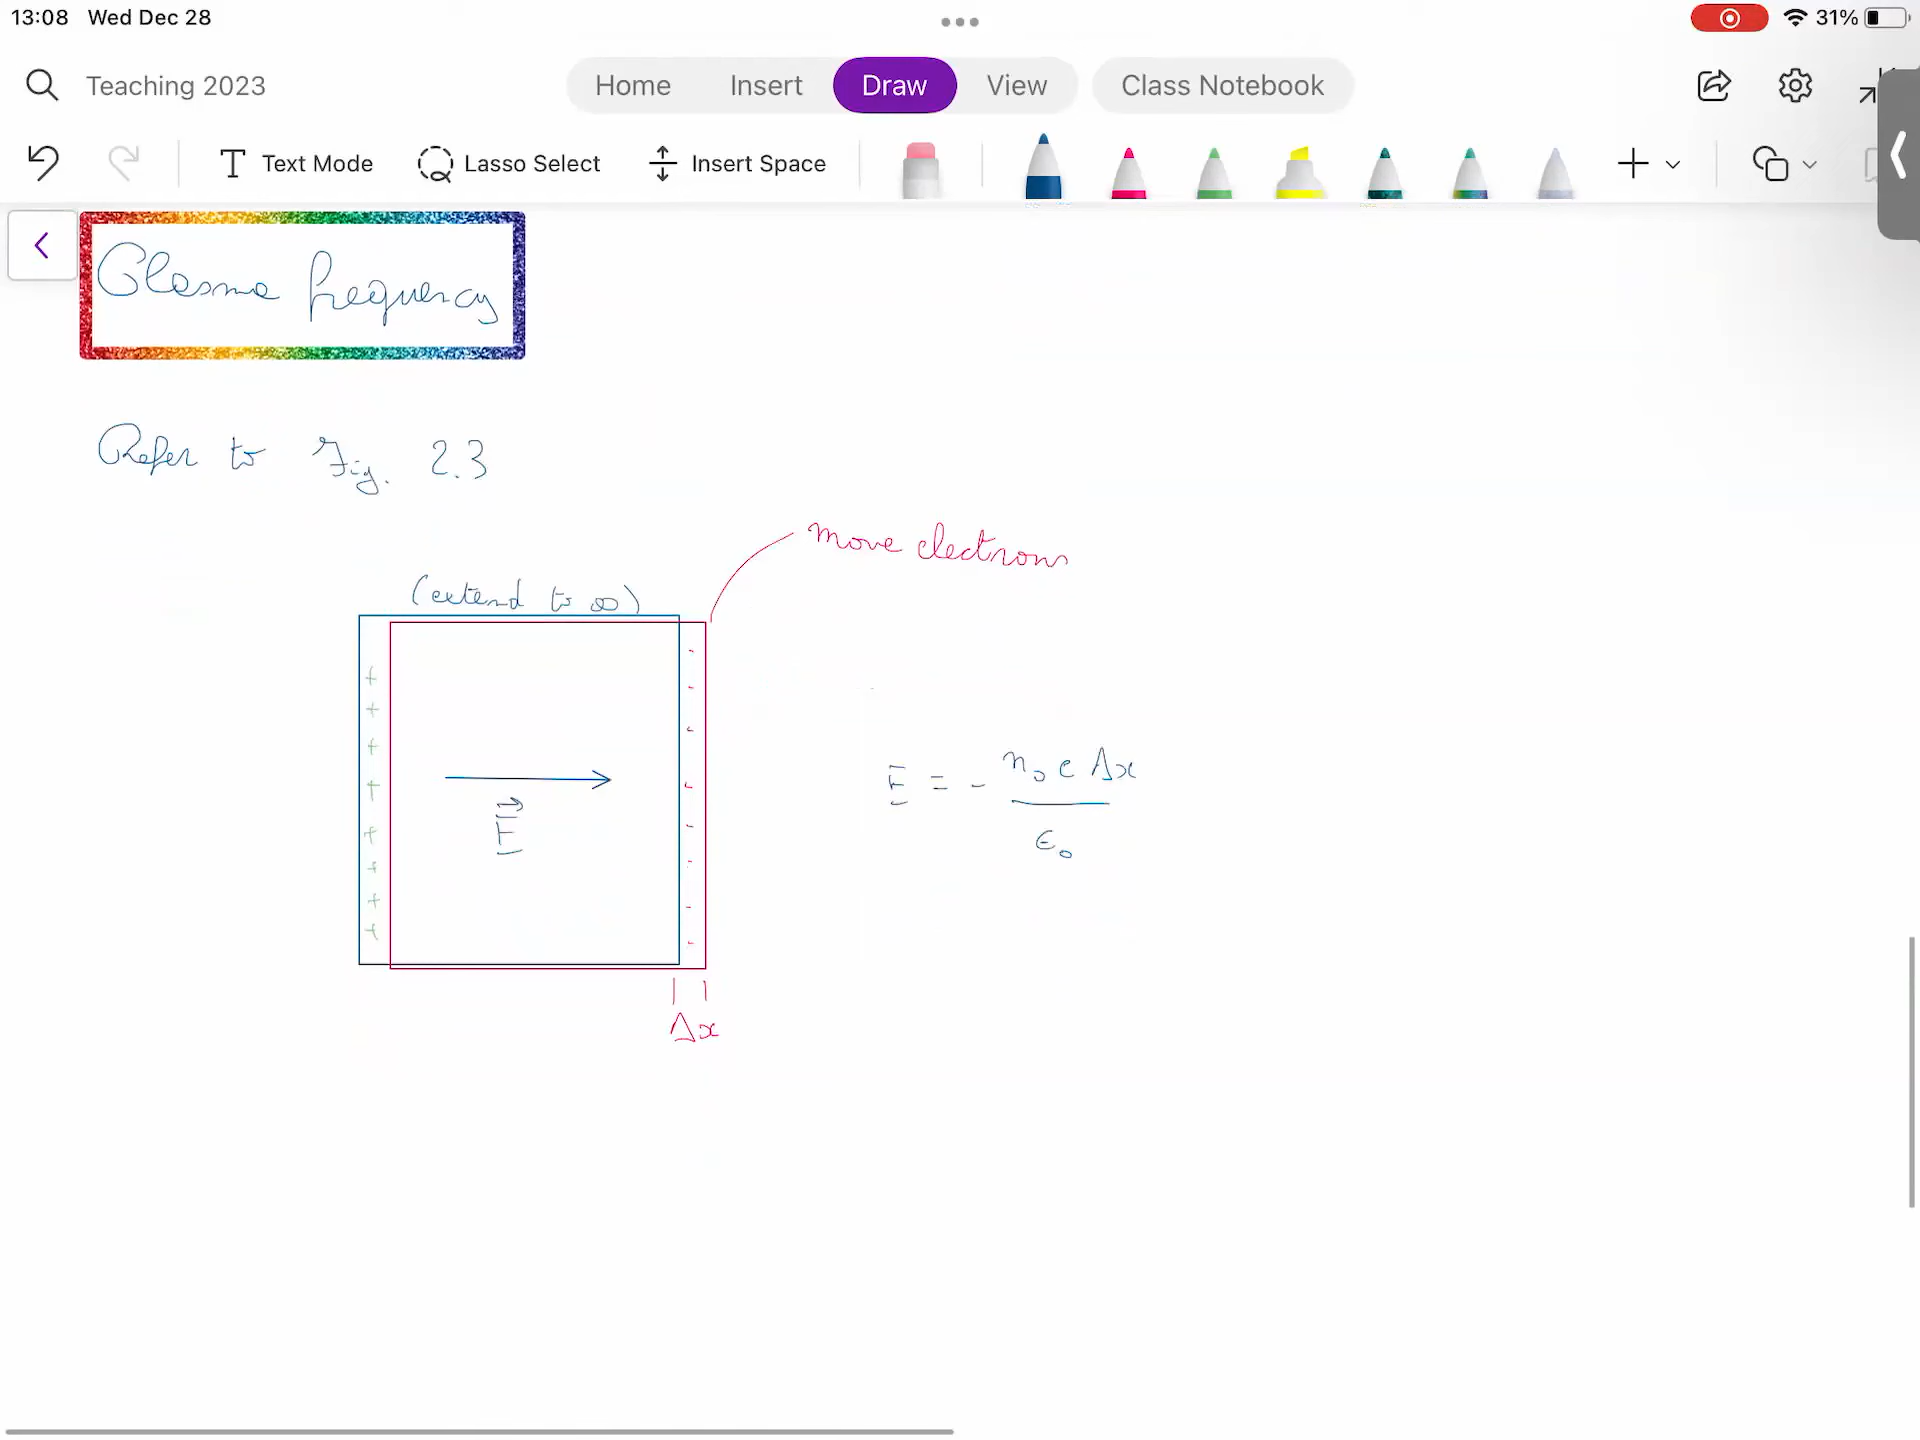 13:08 Wed Dec 28
31%
Teaching 2023
Home Insert Draw View Class Notebook
Text Mode Lasso Select Insert Space
Plasma frequency
Refer to Fig. 2.3
move electrons
(extend to ∞)
+ -
+ -
+ -
+ -
+ -
+ -
+ -
+ -
E⃗
E = - n₀ e Δx / ε₀
Δx